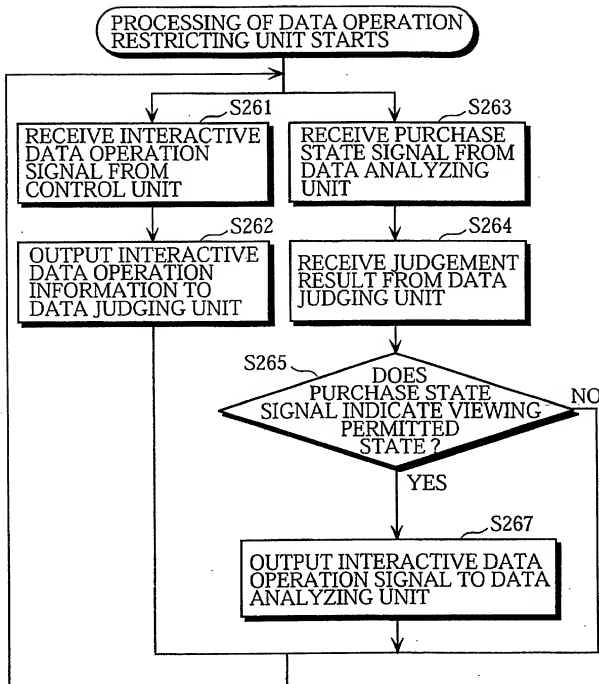 PROCESSING OF DATA OPERATION
RESTRICTING UNIT STARTS
S261
RECEIVE INTERACTIVE
DATA OPERATION
SIGNAL FROM
CONTROL UNIT
S262
OUTPUT INTERACTIVE
DATA OPERATION
INFORMATION TO
DATA JUDGING UNIT
S263
RECEIVE PURCHASE
STATE SIGNAL FROM
DATA ANALYZING
UNIT
S264
RECEIVE JUDGEMENT
RESULT FROM DATA
JUDGING UNIT
S265
DOES
PURCHASE STATE
SIGNAL INDICATE VIEWING
PERMITTED
STATE ?
NO
YES
S267
OUTPUT INTERACTIVE DATA
OPERATION SIGNAL TO DATA
ANALYZING UNIT